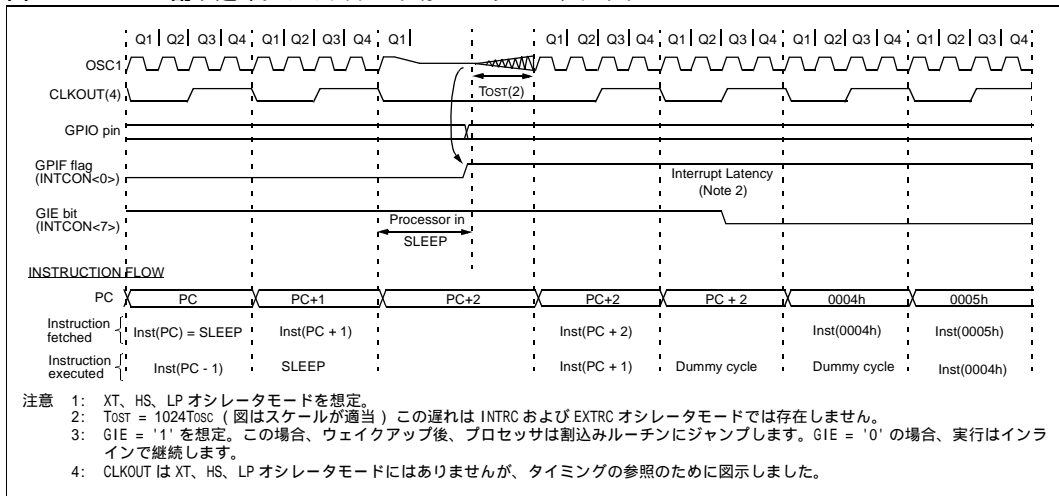 Q1 Q2 Q3 Q4 Q1 Q2 Q3 Q4 Q1 Q1 Q2 Q3 Q4 Q1 Q2 Q3 Q4 Q1 Q2 Q3 Q4 Q1 Q2 Q3 Q4
OSC1
TOST(2)
CLKOUT(4)
GPIO pin
GPIF flag
(INTCON<0>)
Interrupt Latency
(Note 2)
GIE bit
(INTCON<7>)
Processor in
SLEEP
INSTRUCTION FLOW
PC PC PC+1 PC+2 PC+2 PC + 2 0004h 0005h
Instruction
fetched
Inst(PC) = SLEEP Inst(PC + 1) Inst(PC + 2) Inst(0004h) Inst(0005h)
Instruction
executed
Inst(PC - 1) SLEEP Inst(PC + 1) Dummy cycle Dummy cycle Inst(0004h)
注意 1: XT、HS、LP オシレータモードを想定。
2: TOST = 1024TOSC ( 図はスケールが適当 ) この遅れは INTRC および EXTRC オシレータモードでは存在しません。
3: GIE = '1' を想定。この場合、ウェイクアップ後、プロセッサは割込みルーチンにジャンプします。GIE = '0' の場合、実行はインラ
インで継続します。
4: CLKOUT は XT、HS、LP オシレータモードにはありませんが、タイミングの参照のために図示しました。